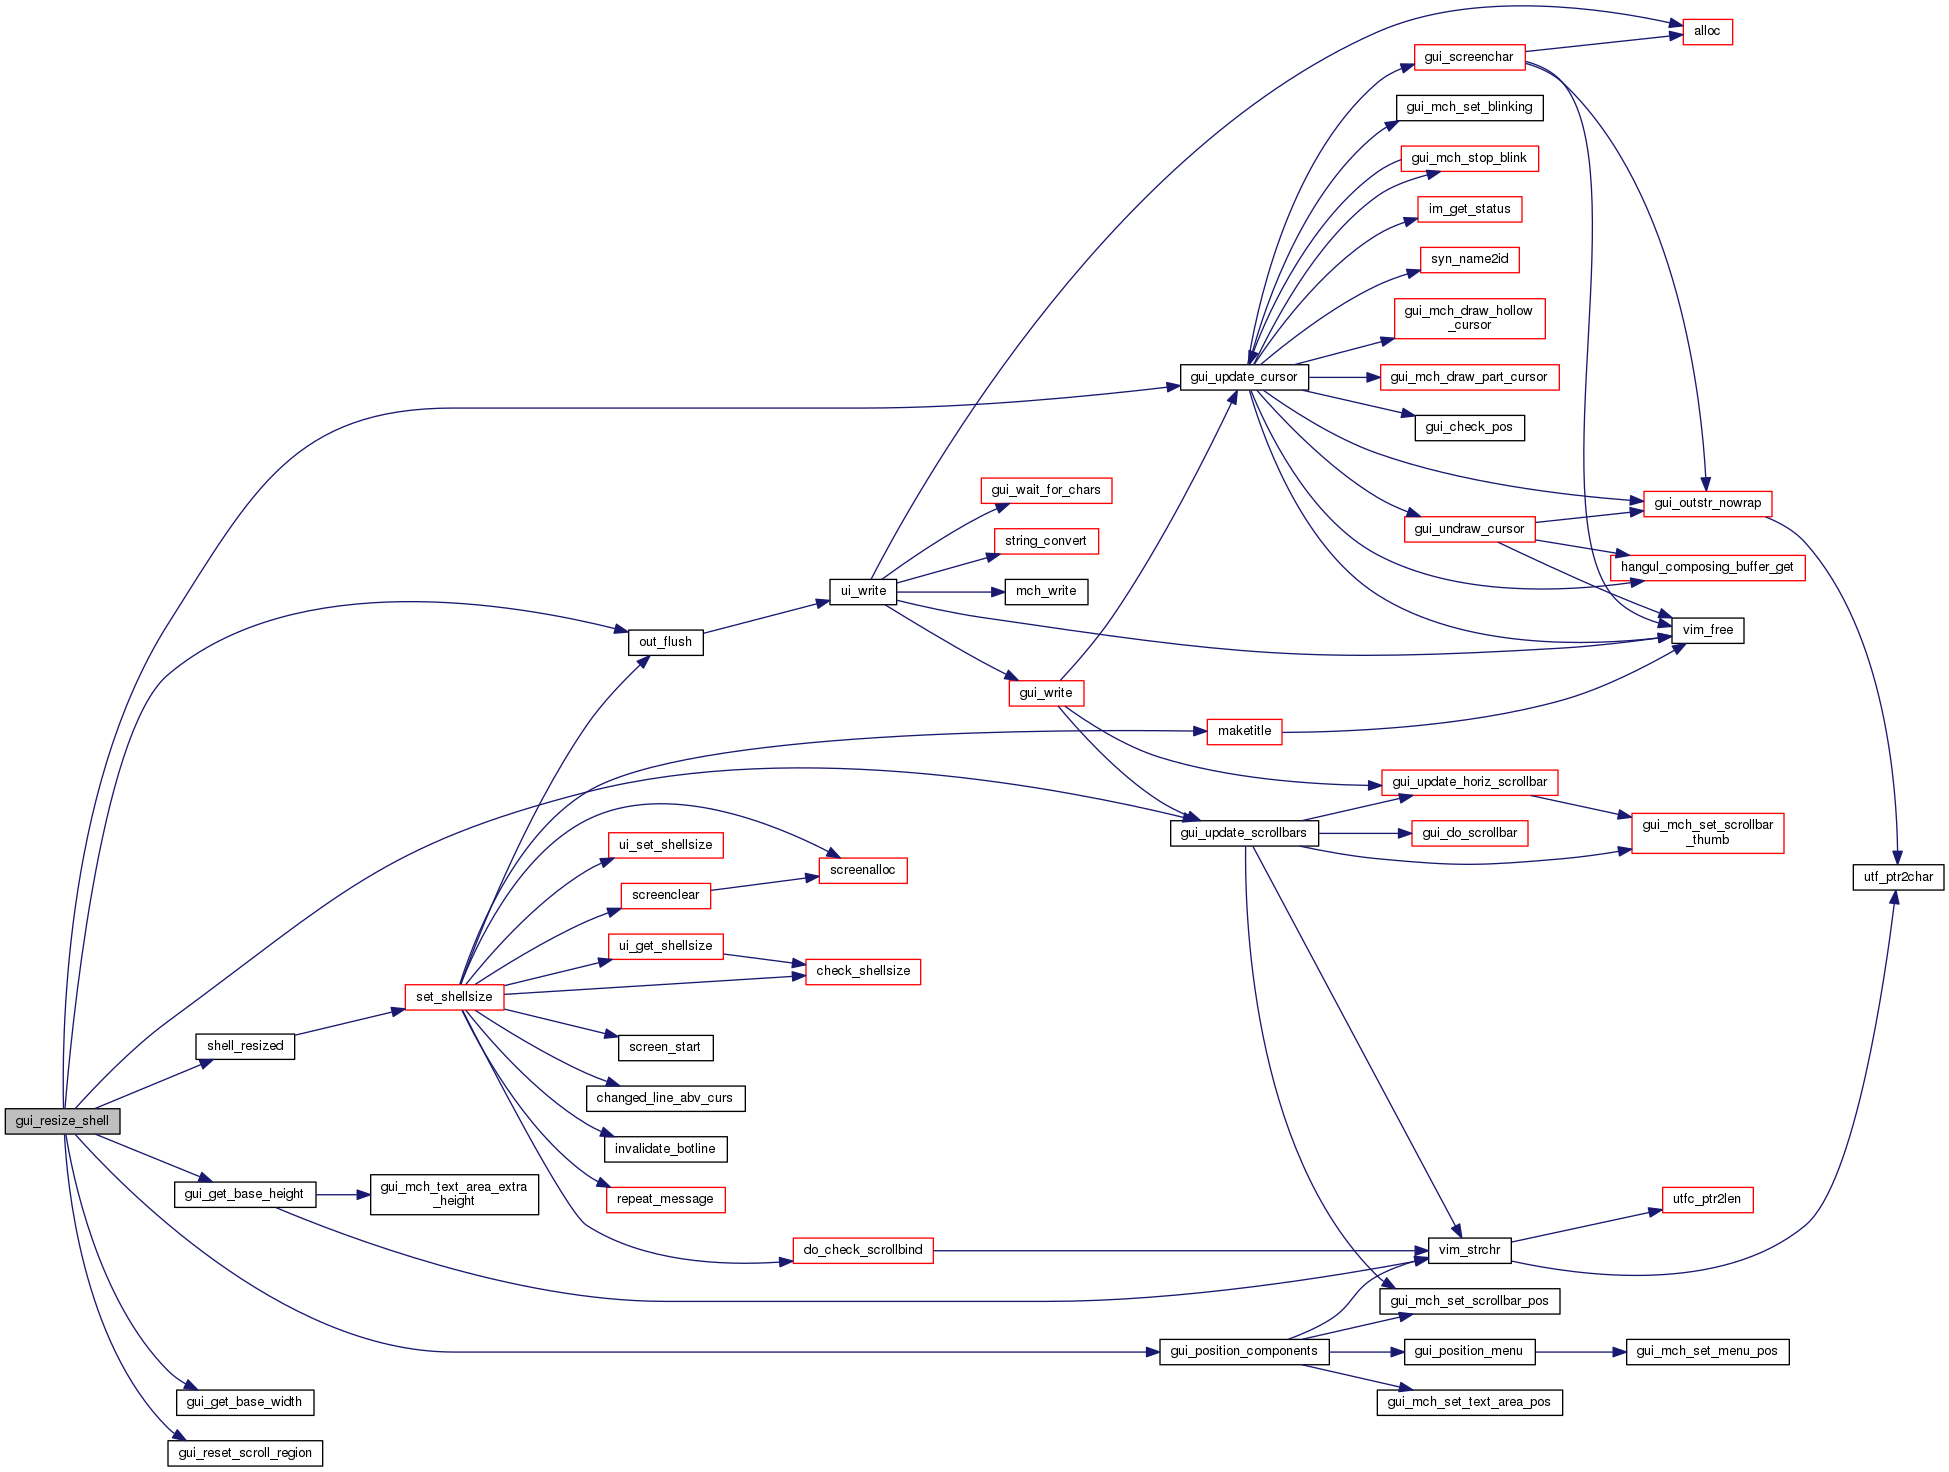 alloc
gui_screenchar
gui_mch_set_blinking
gui_mch_stop_blink
im_get_status
syn_name2id
gui_mch_draw_hollow
_cursor
gui_update_cursor
gui_mch_draw_part_cursor
gui_check_pos
gui_wait_for_chars
gui_outstr_nowrap
gui_undraw_cursor
string_convert
hangul_composing_buffer_get
ui_write
mch_write
vim_free
out_flush
gui_write
maketitle
gui_update_horiz_scrollbar
gui_mch_set_scrollbar
_thumb
gui_update_scrollbars
gui_do_scrollbar
ui_set_shellsize
screenalloc
utf_ptr2char
screenclear
ui_get_shellsize
check_shellsize
set_shellsize
shell_resized
screen_start
changed_line_abv_curs
gui_resize_shell
invalidate_botline
gui_get_base_height
gui_mch_text_area_extra
_height
repeat_message
utfc_ptr2len
do_check_scrollbind
vim_strchr
gui_mch_set_scrollbar_pos
gui_position_components
gui_position_menu
gui_mch_set_menu_pos
gui_get_base_width
gui_mch_set_text_area_pos
gui_reset_scroll_region